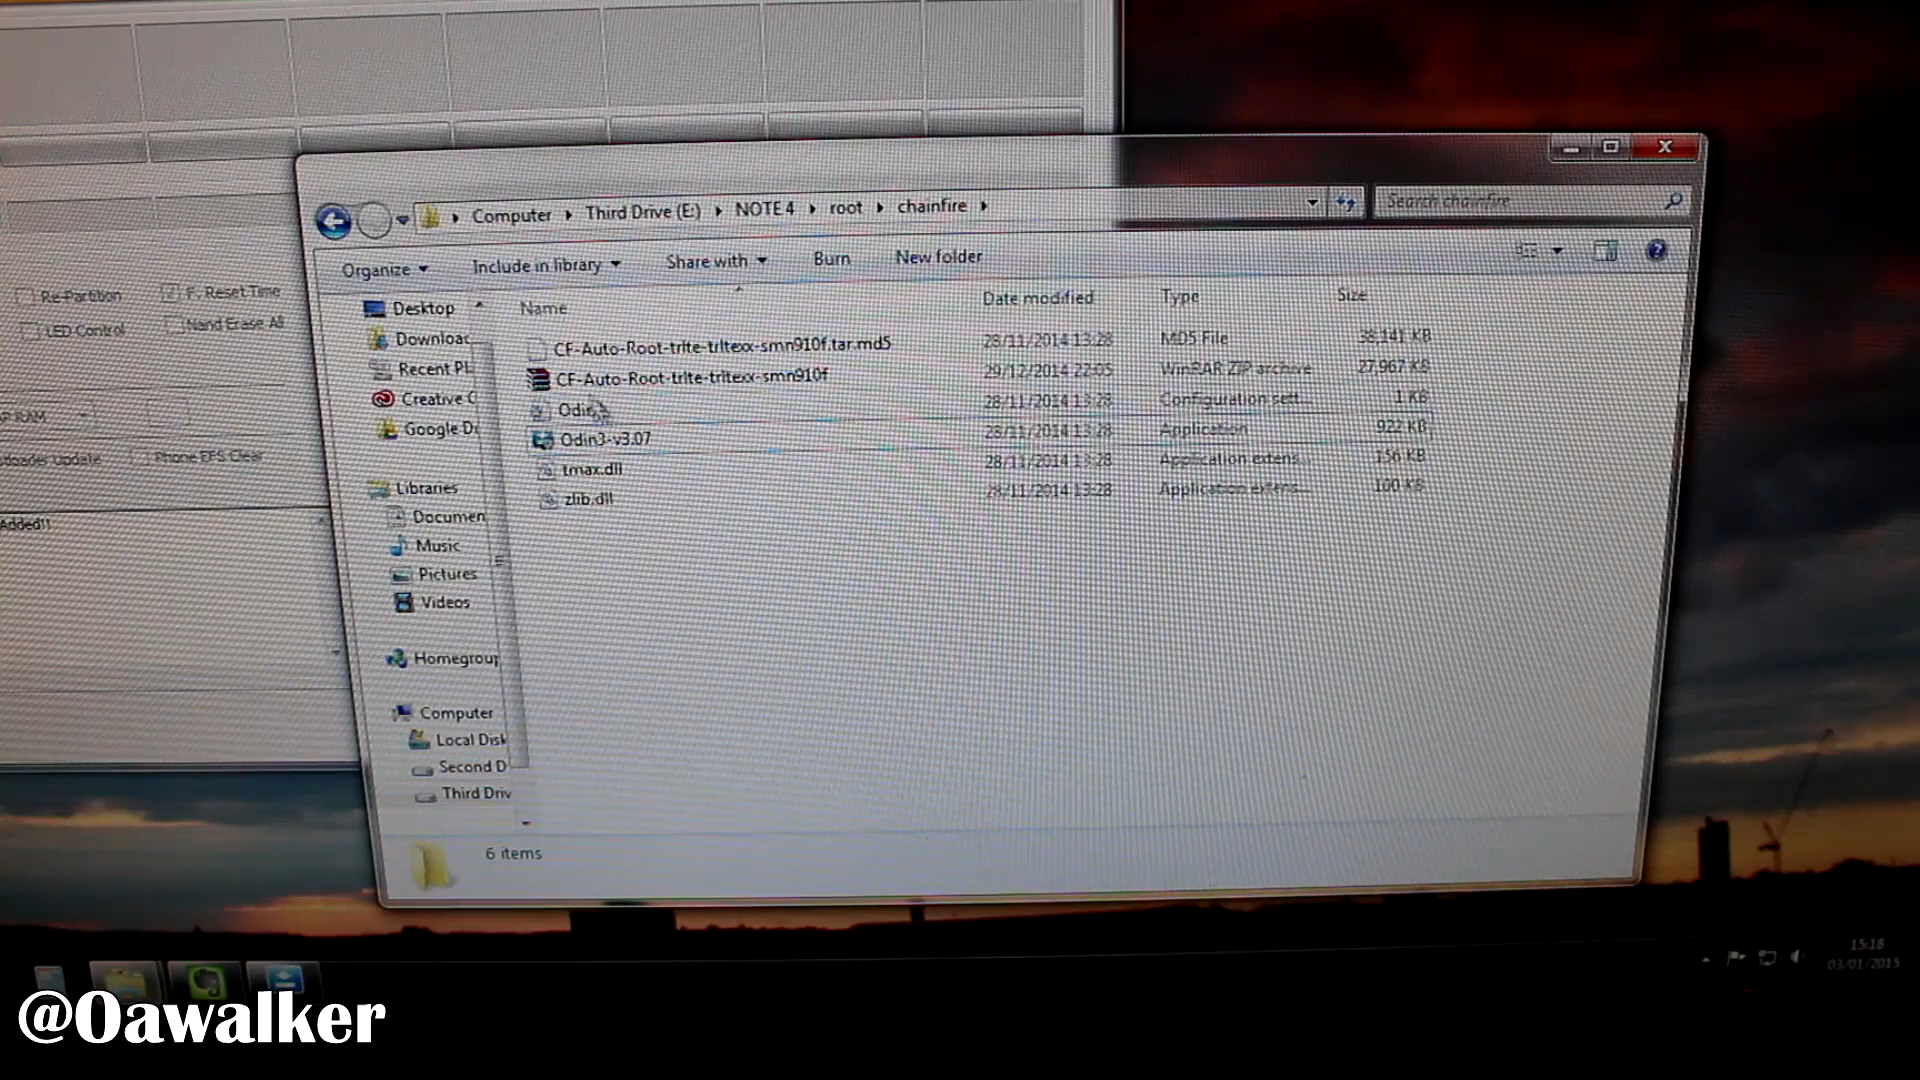 Computer Third Drive (E:) NOTE 4 root chainfire
Search chainfire
Organize Include in library Share with Burn New folder
Re-Partition F. Reset Time
LED Control Nand Erase All
Phone EFS Clear
Added!!
Desktop
Downloac
Recent Pl
Creative C
Google Di
Libraries
Documen
Music
Pictures
Videos
Homegroup
Computer
Local Disk
Second D
Third Driv
Name Date modified Type Size
CF-Auto-Root-trlte-trltexx-smn910f.tar.md5 28/11/2014 13:28 MD5 File 38,141 KB
CF-Auto-Root-trlte-trltexx-smn910f 29/12/2014 22:05 WinRAR ZIP archive 27,967 KB
Odin 28/11/2014 13:28 Configuration sett... 1 KB
Odin3-v3.07 28/11/2014 13:28 Application 922 KB
tmax.dll 28/11/2014 13:28 Application extens... 156 KB
zlib.dll 28/11/2014 13:28 Application extens... 100 KB
6 items
15:18
03/01/2015
@Oawalker